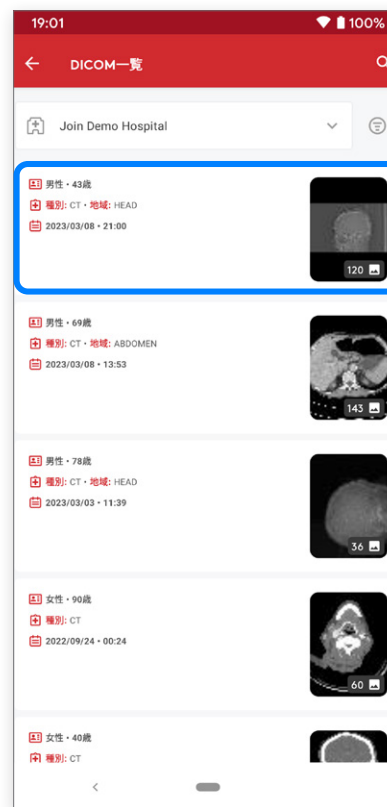 19:01
100%
DICOM一覧
Join Demo Hospital
男性・43歳
種別: CT・地域: HEAD
2023/03/08・21:00
120
男性・69歳
種別: CT・地域: ABDOMEN
2023/03/08・13:53
143
男性・78歳
種別: CT・地域: HEAD
2023/03/03・11:39
36
女性・90歳
種別: CT
2022/09/24・00:24
60
女性・40歳
種別: CT